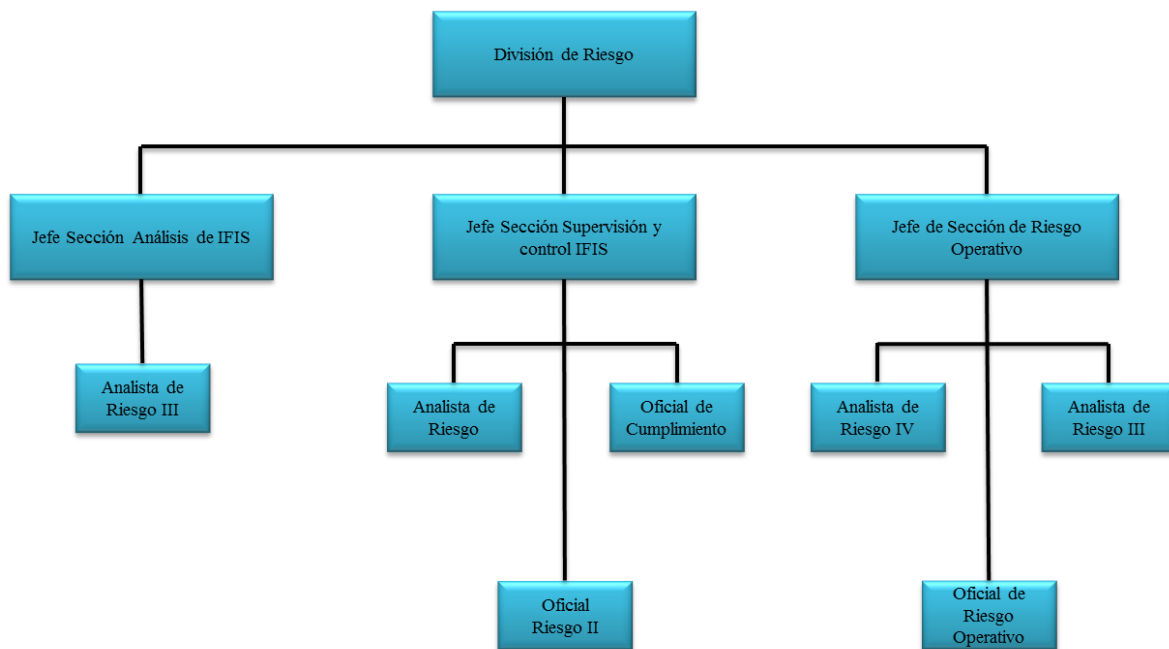 División de Riesgo
Jefe Sección Análisis de IFIS
Jefe Sección Supervisión y
control IFIS
Jefe de Sección de Riesgo
Operativo
Analista de
Riesgo III
Analista de
Riesgo
Oficial de
Cumplimiento
Analista de
Riesgo IV
Analista de
Riesgo III
Oficial
Riesgo II
Oficial de
Riesgo
Operativo